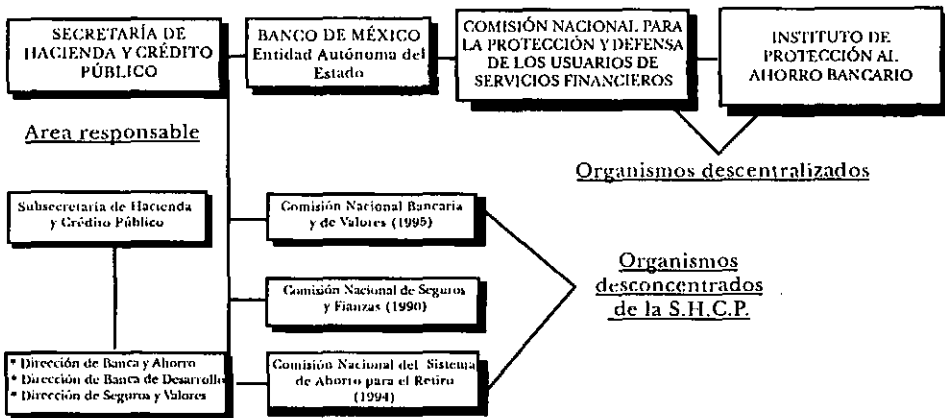 SECRETARÍA DE
HACIENDA Y CRÉDITO
PÚBLICO
BANCO DE MÉXICO
Entidad Autónoma del
Estado
COMISIÓN NACIONAL PARA
LA PROTECCIÓN Y DEFENSA
DE LOS USUARIOS DE
SERVICIOS FINANCIEROS
INSTITUTO DE
PROTECCIÓN AL
AHORRO BANCARIO
Area responsable
Organismos descentralizados
Subsecretaría de Hacienda
y Crédito Público
Comisión Nacional Bancaria
y de Valores (1995)
Comisión Nacional de Seguros
y Fianzas (1990)
Organismos
desconcentrados
de la S.H.C.P.
* Dirección de Banca y Ahorro
* Dirección de Banca de Desarrollo
* Dirección de Seguros y Valores
Comisión Nacional del Sistema
de Ahorro para el Retiro
(1994)